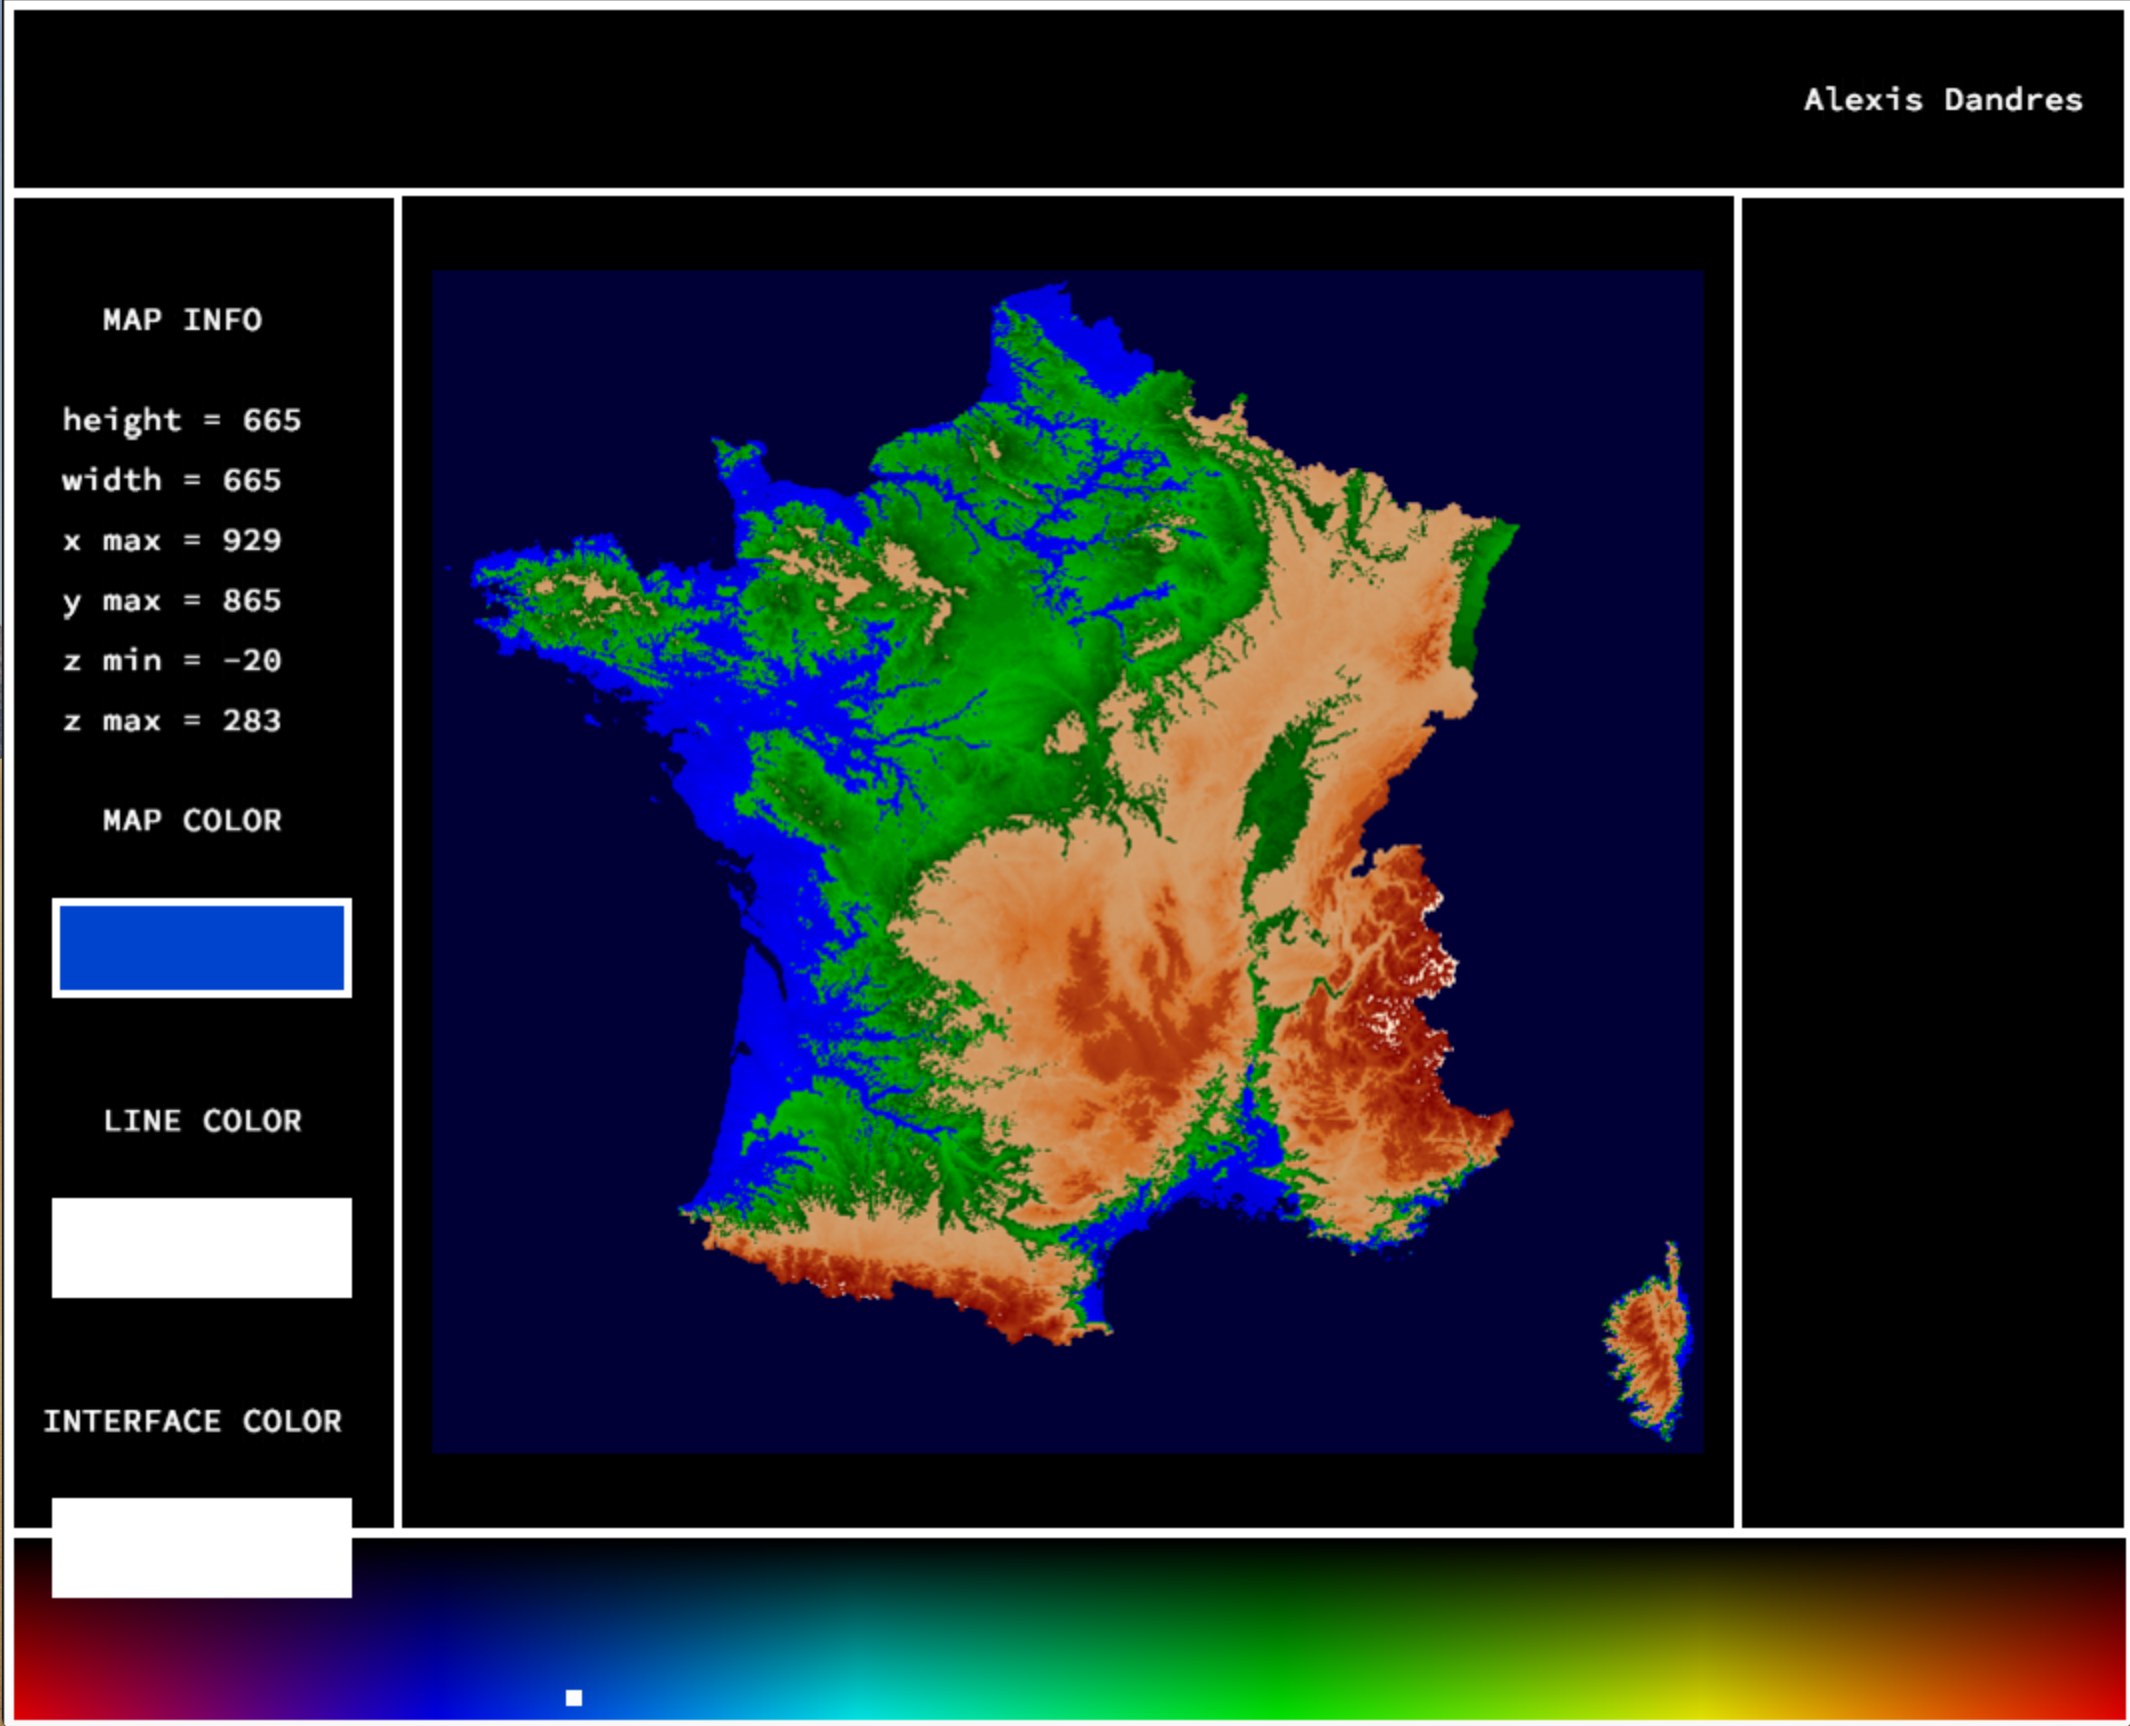 Alexis Dandres
MAP INFO
height = 665
width = 665
x max = 929
y max = 865
z min = -20
z max = 283
MAP COLOR
LINE COLOR
INTERFACE COLOR